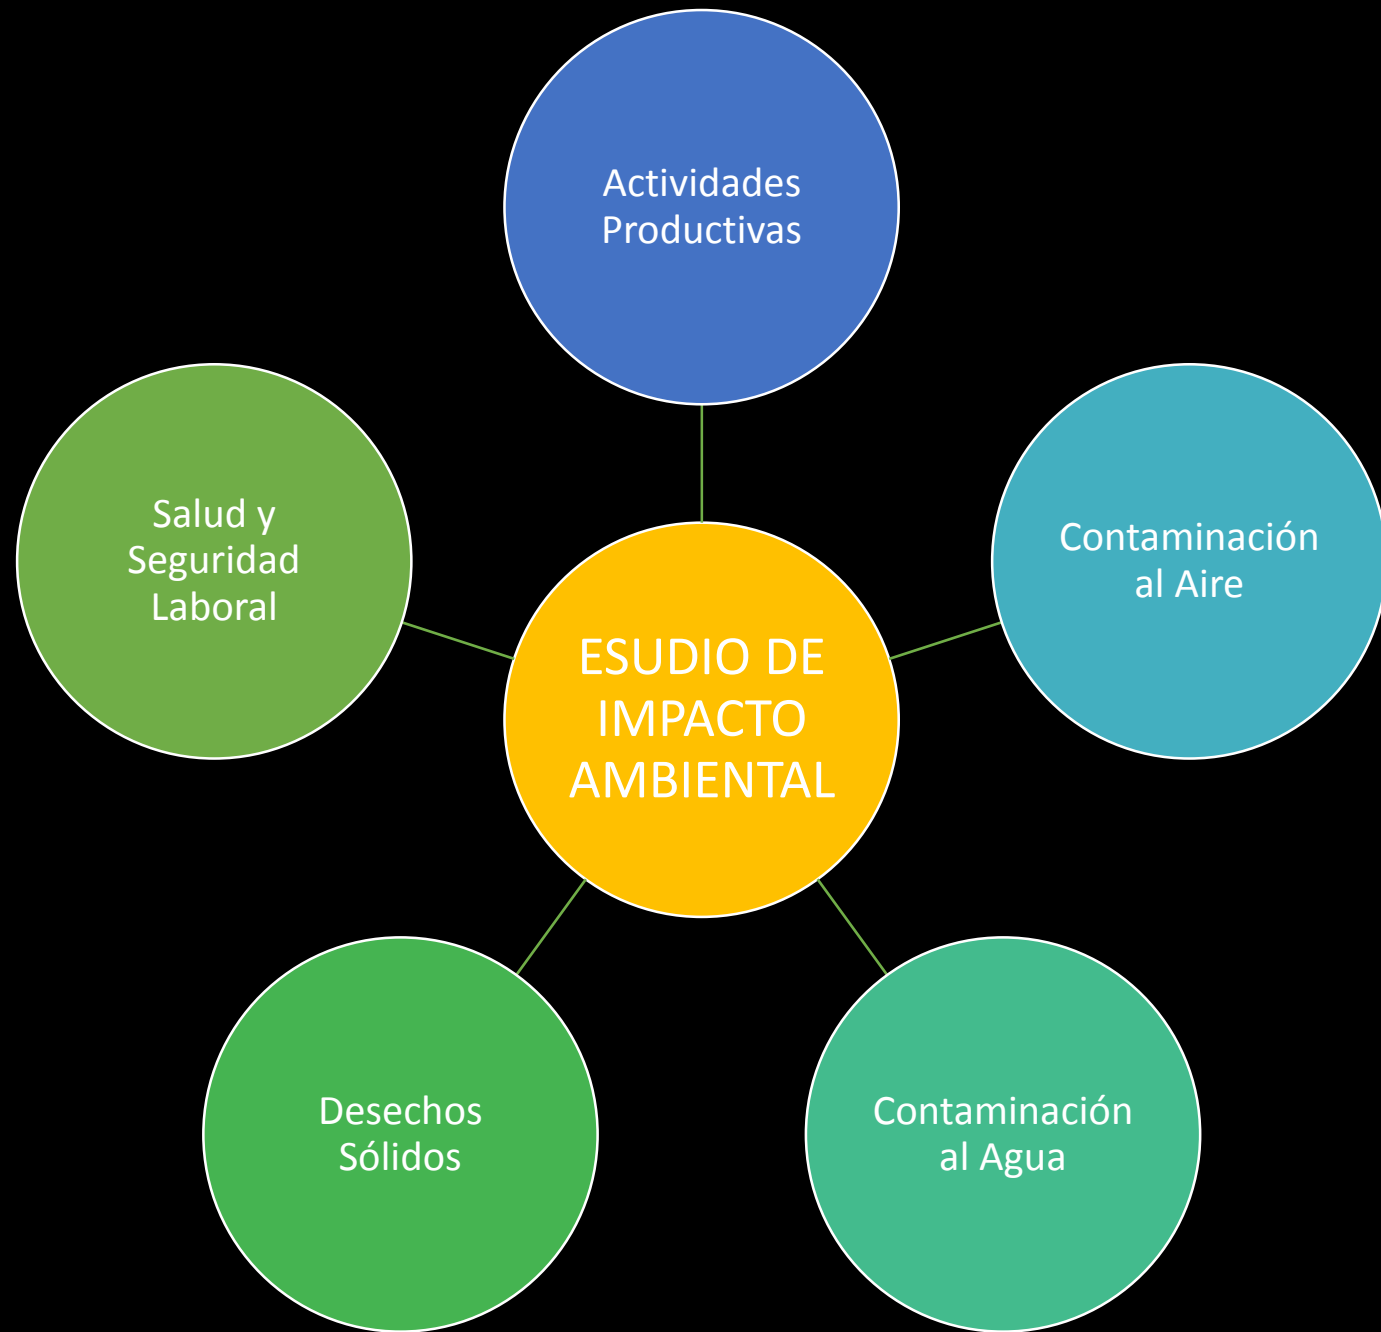 Actividades
Productivas
Salud y
Seguridad
Laboral
Contaminación
al Aire
ESUDIO DE
IMPACTO
AMBIENTAL
Desechos
Sólidos
Contaminación
al Agua